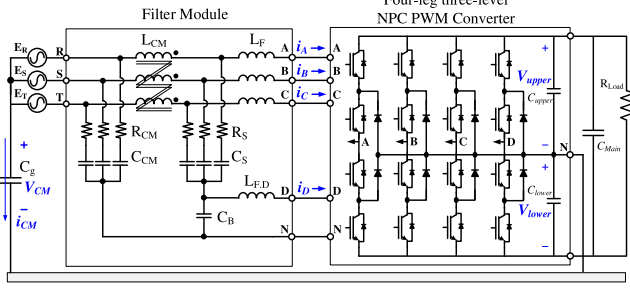 Four-leg three-level
Filter Module
NPC PWM Converter
L_CM
L_F
E_R
R
A
i_A
A
E_S
S
B
i_B
B
E_T
T
C
i_C
C
+
V_upper
C_upper
−
R_Load
R_CM
R_S
C_CM
C_S
A
B
C
D
N
C_Main
+
C_g
V_CM
−
i_CM
L_F.D
D
i_D
D
C_B
N
N
+
C_lower
V_lower
−